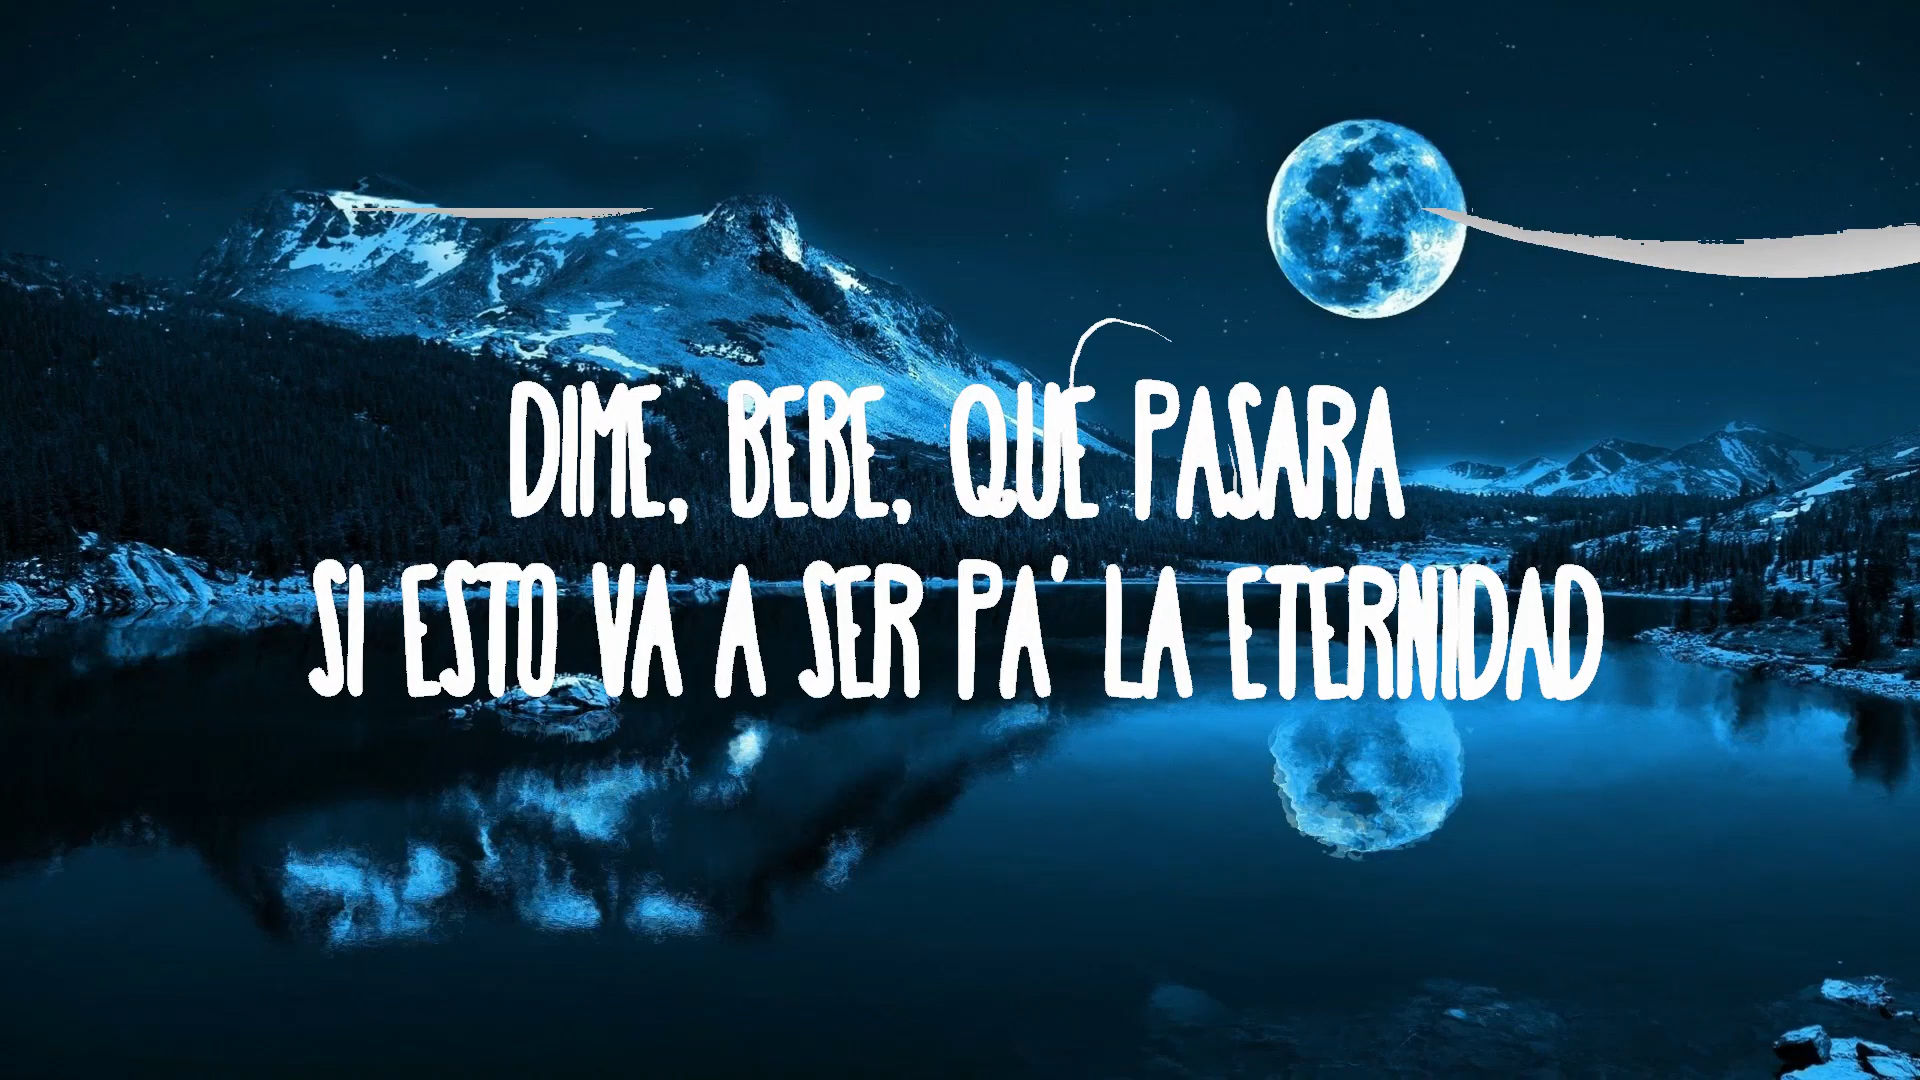 DIME, BEBE, QUE PASARA
SI ESTO VA A SER PA' LA ETERNIDAD